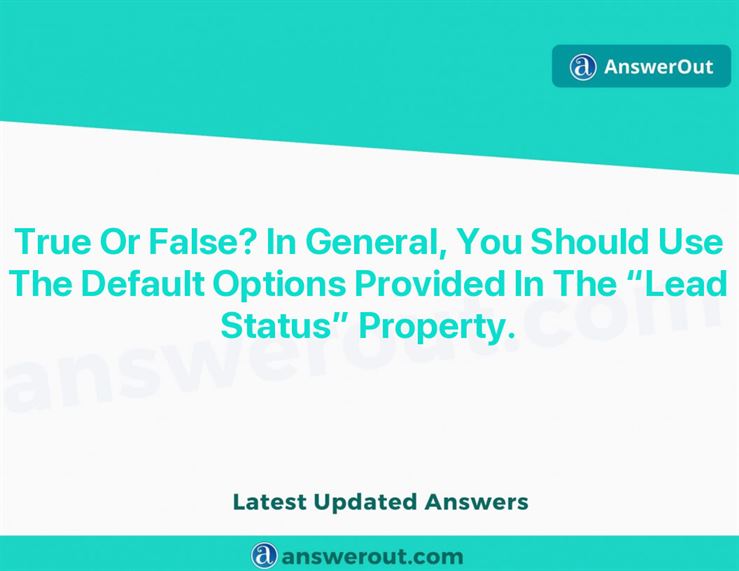 AnswerOut
True Or False? In General, You Should Use
The Default Options Provided In The “Lead
Status” Property.
answerout.com
Latest Updated Answers
answerout.com